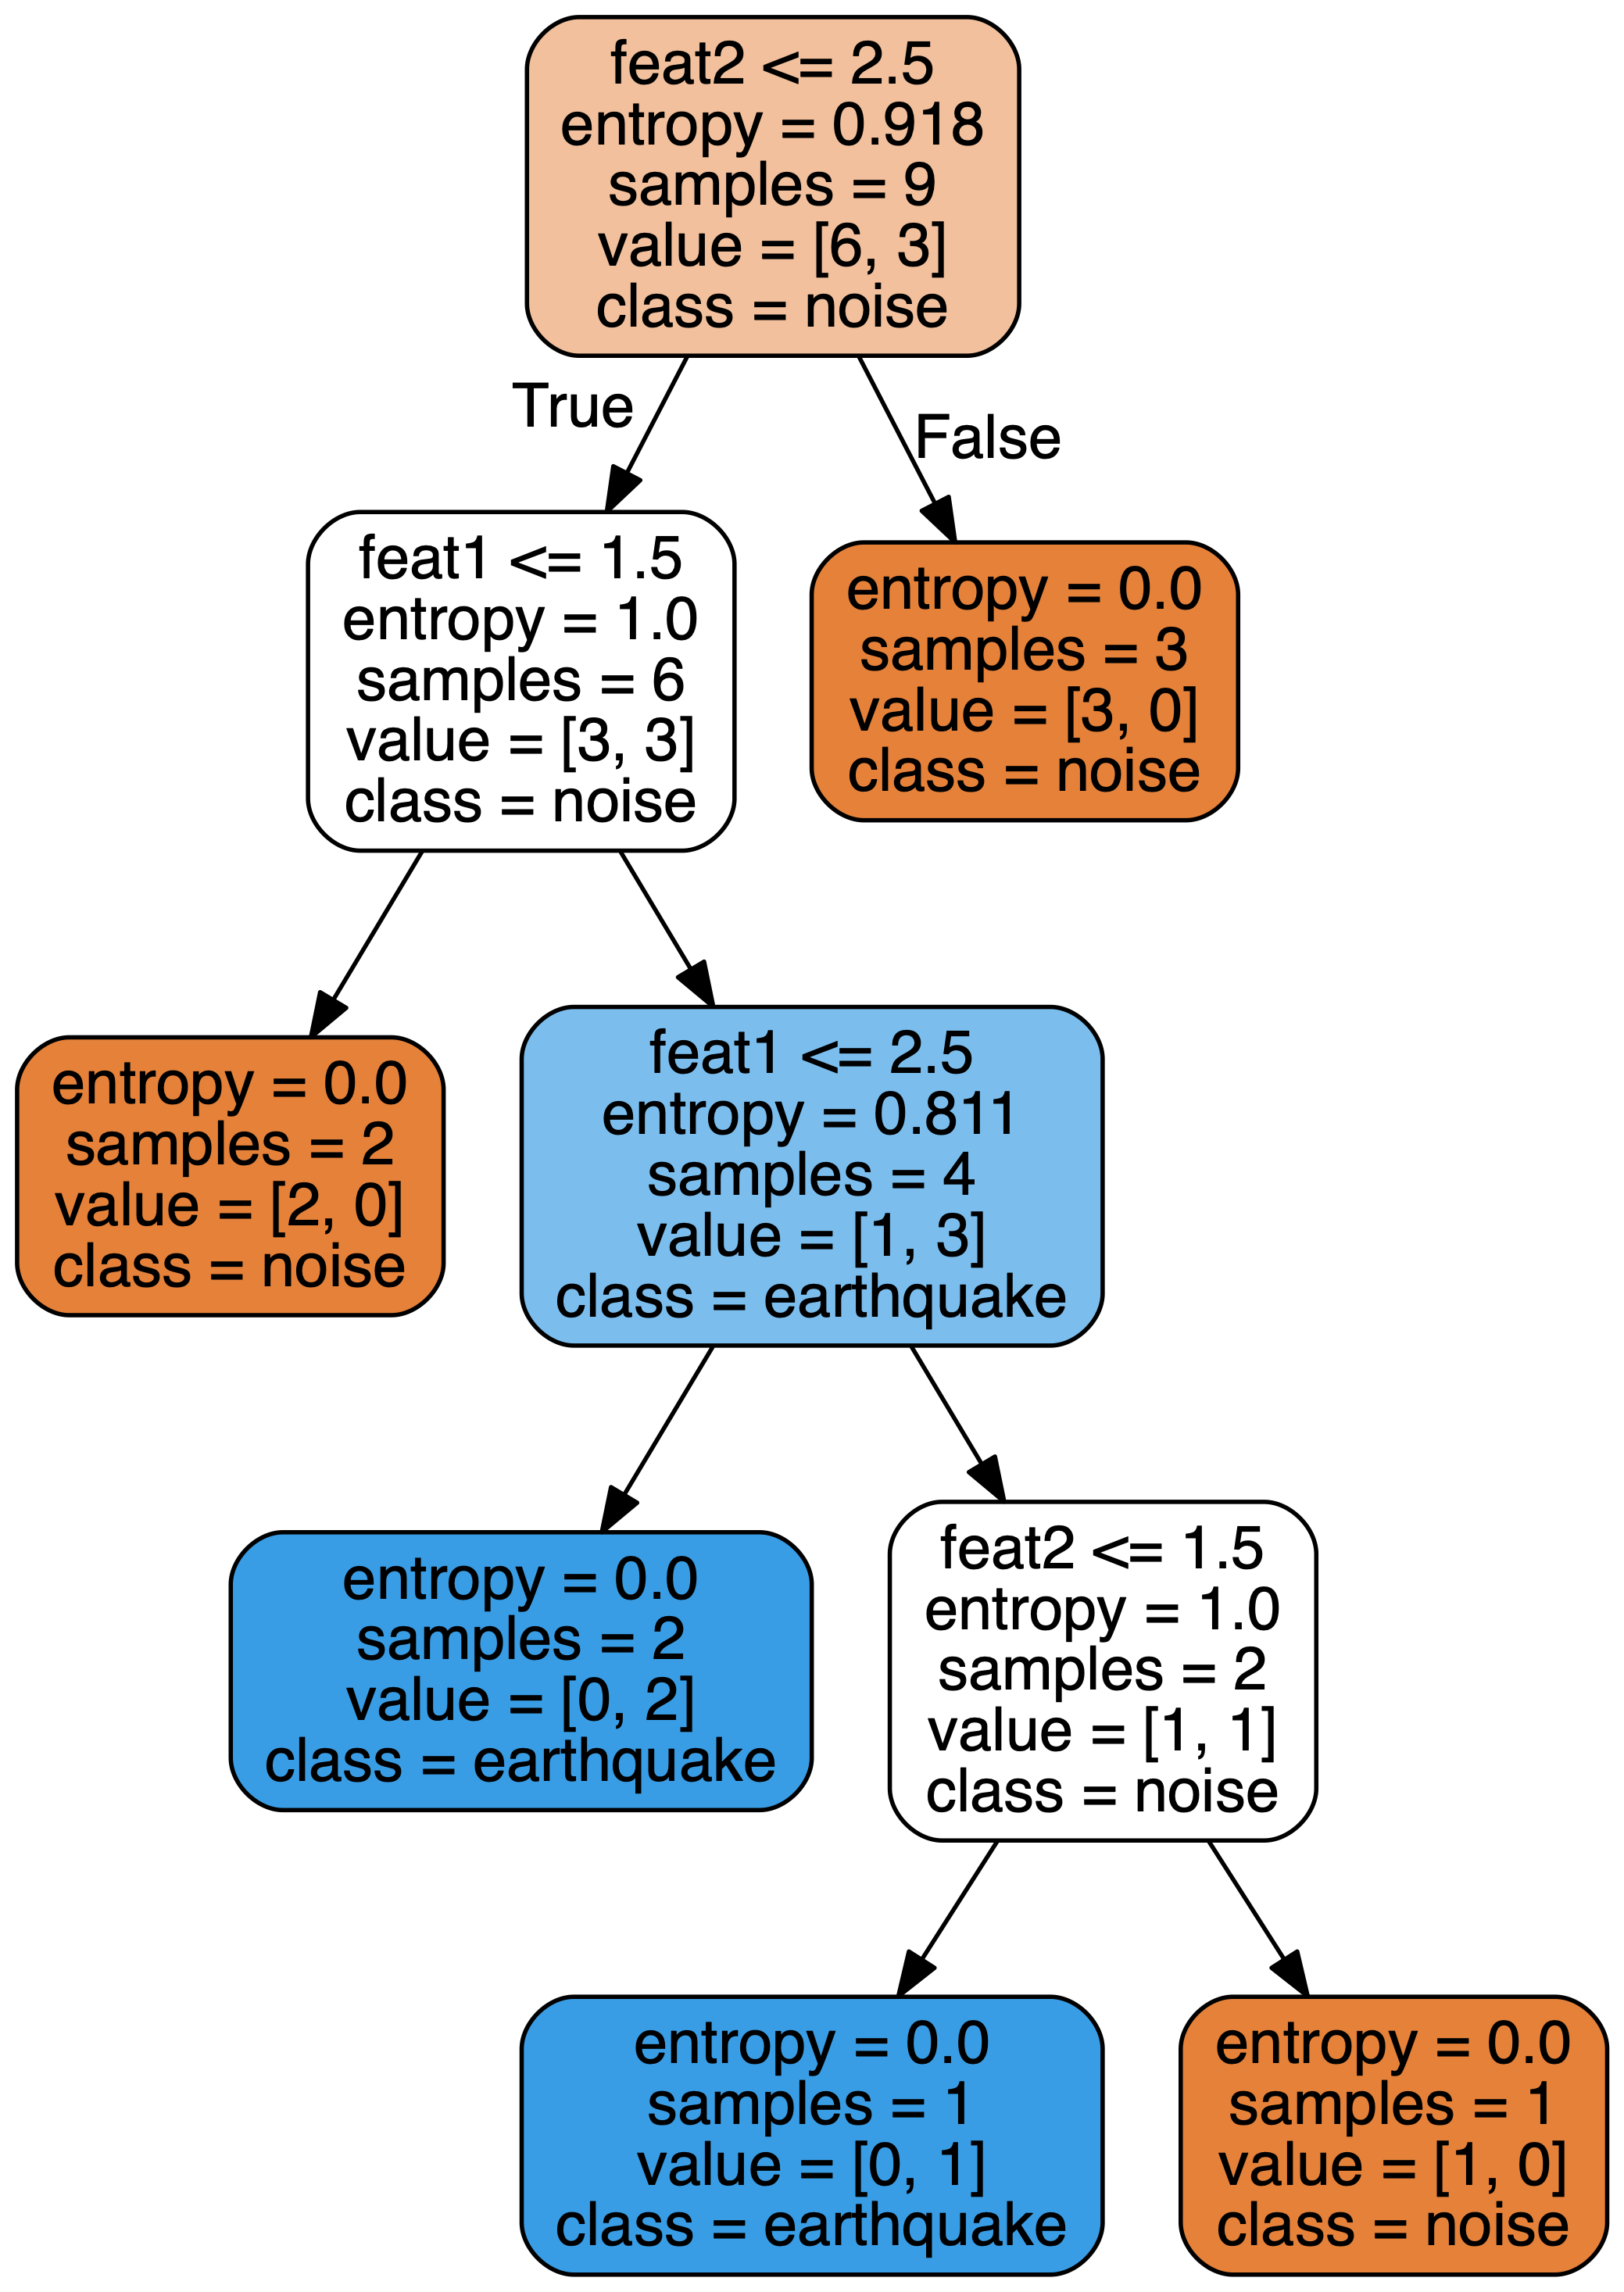 feat2 <= 2.5
entropy = 0.918
samples = 9
value = [6, 3]
class = noise
True
False
feat1 <= 1.5
entropy = 1.0
samples = 6
value = [3, 3]
class = noise
entropy = 0.0
samples = 3
value = [3, 0]
class = noise
entropy = 0.0
samples = 2
value = [2, 0]
class = noise
feat1 <= 2.5
entropy = 0.811
samples = 4
value = [1, 3]
class = earthquake
entropy = 0.0
samples = 2
value = [0, 2]
class = earthquake
feat2 <= 1.5
entropy = 1.0
samples = 2
value = [1, 1]
class = noise
entropy = 0.0
samples = 1
value = [0, 1]
class = earthquake
entropy = 0.0
samples = 1
value = [1, 0]
class = noise